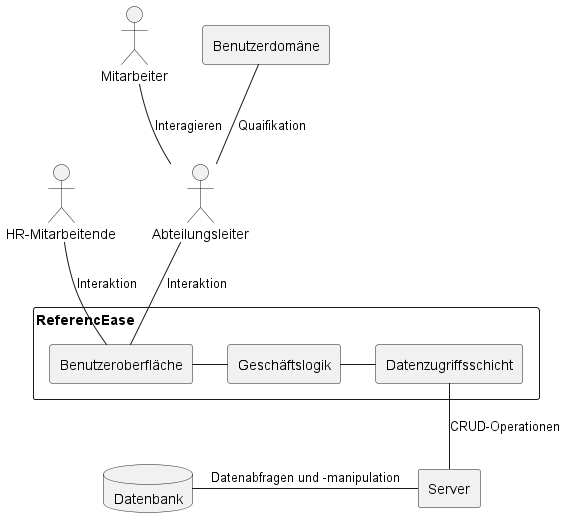 Benutzerdomäne
Mitarbeiter
Interagieren
Quaifikation
HR-Mitarbeitende
Abteilungsleiter
Interaktion
Interaktion
ReferencEase
Benutzeroberfläche
Geschäftslogik
Datenzugriffsschicht
CRUD-Operationen
Datenabfragen und -manipulation
Datenbank
Server